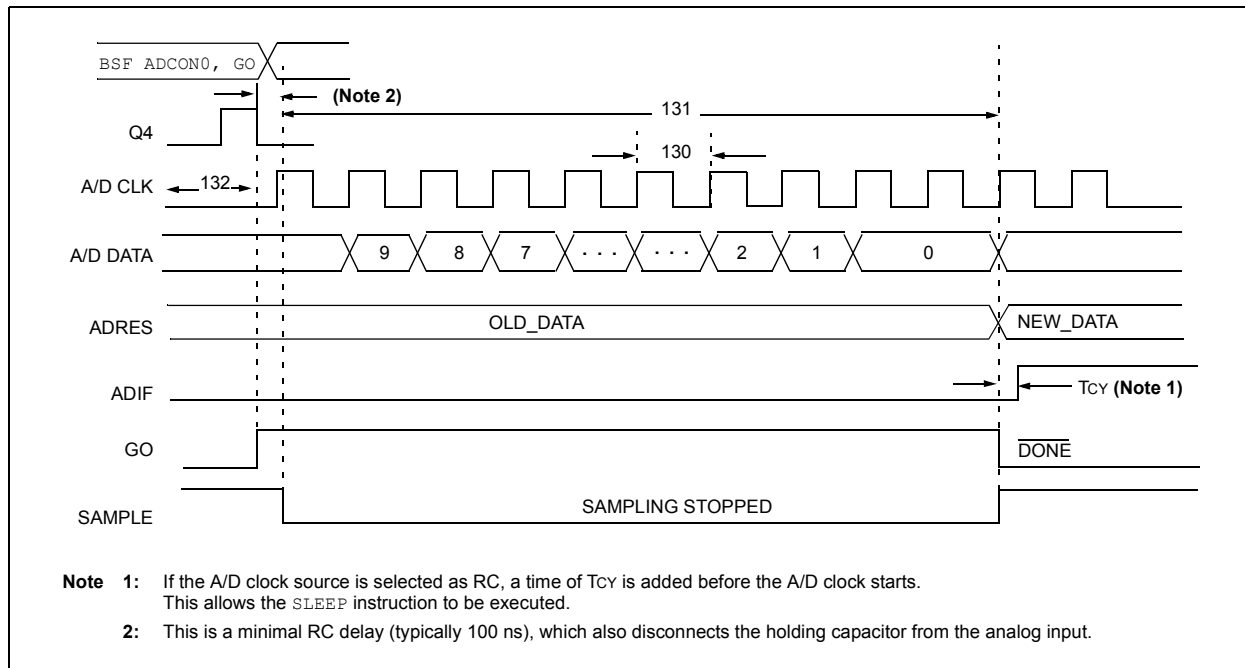 BSF ADCON0, GO
(Note 2)
131
Q4
130
A/D CLK
132
A/D DATA
9 8 7 . . . . . . 2 1 0
ADRES
OLD_DATA
NEW_DATA
ADIF
TCY (Note 1)
GO
DONE
SAMPLE
SAMPLING STOPPED
Note 1: If the A/D clock source is selected as RC, a time of TCY is added before the A/D clock starts.
This allows the SLEEP instruction to be executed.
2: This is a minimal RC delay (typically 100 ns), which also disconnects the holding capacitor from the analog input.